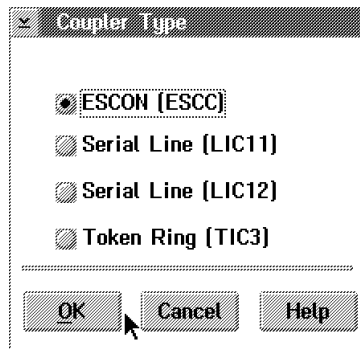 Coupler Type
ESCON (ESCC)
Serial Line (LIC11)
Serial Line (LIC12)
Token Ring (TIC3)
OK Cancel Help